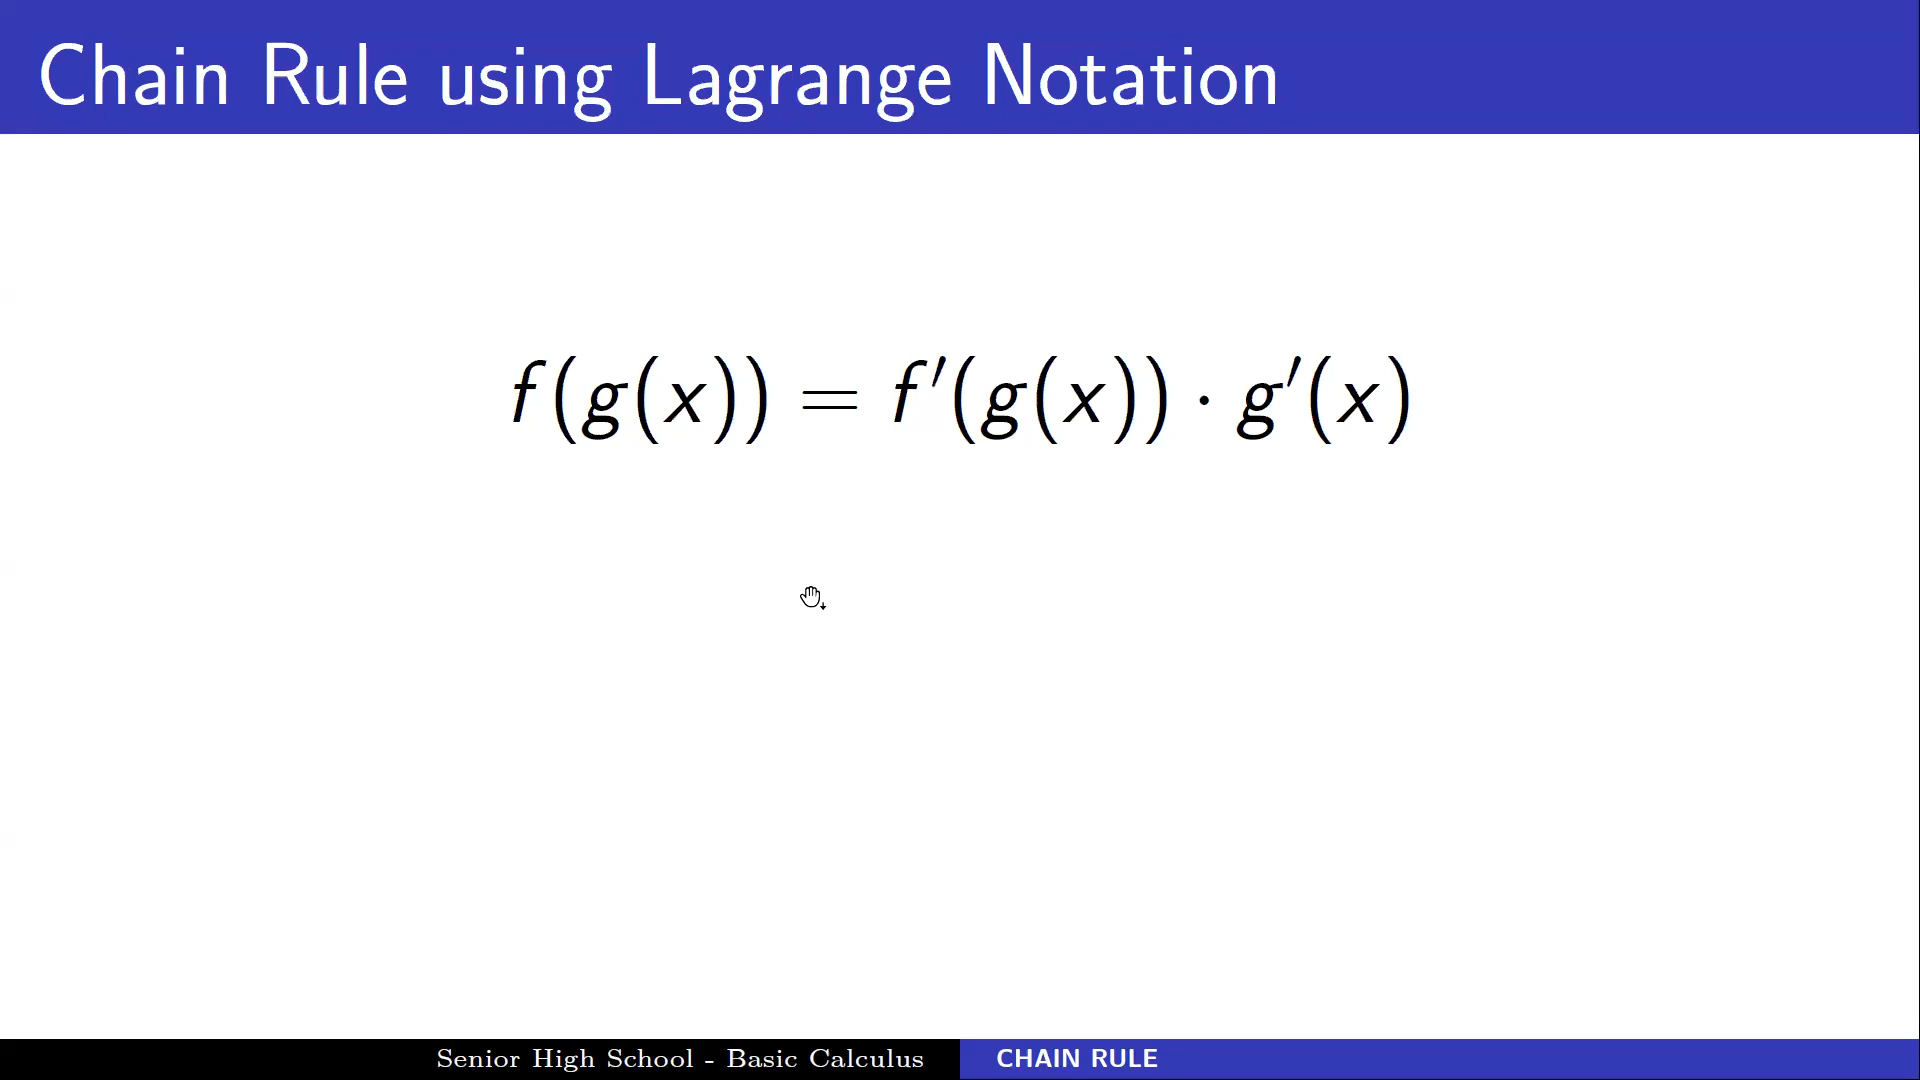 Chain Rule using Lagrange Notation
f(g(x)) = f′(g(x)) · g′(x)
Senior High School - Basic Calculus
CHAIN RULE